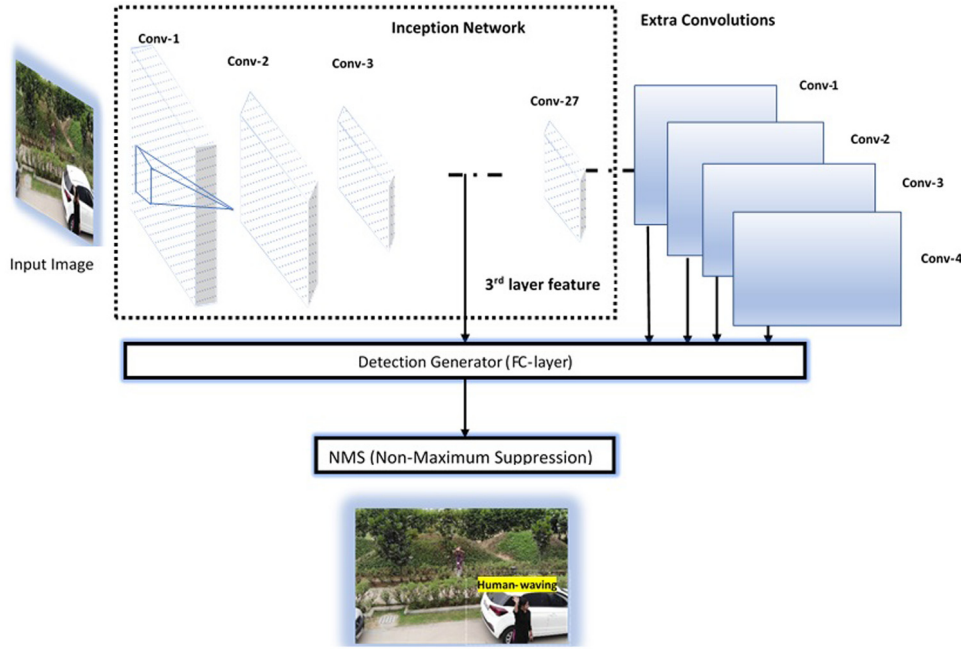 Inception Network
Extra Convolutions
Conv-1
Conv-2
Conv-3
Conv-27
Conv-1
Conv-2
Conv-3
Conv-4
Input Image
3rd layer feature
Detection Generator (FC-layer)
NMS (Non-Maximum Suppression)
Human- waving